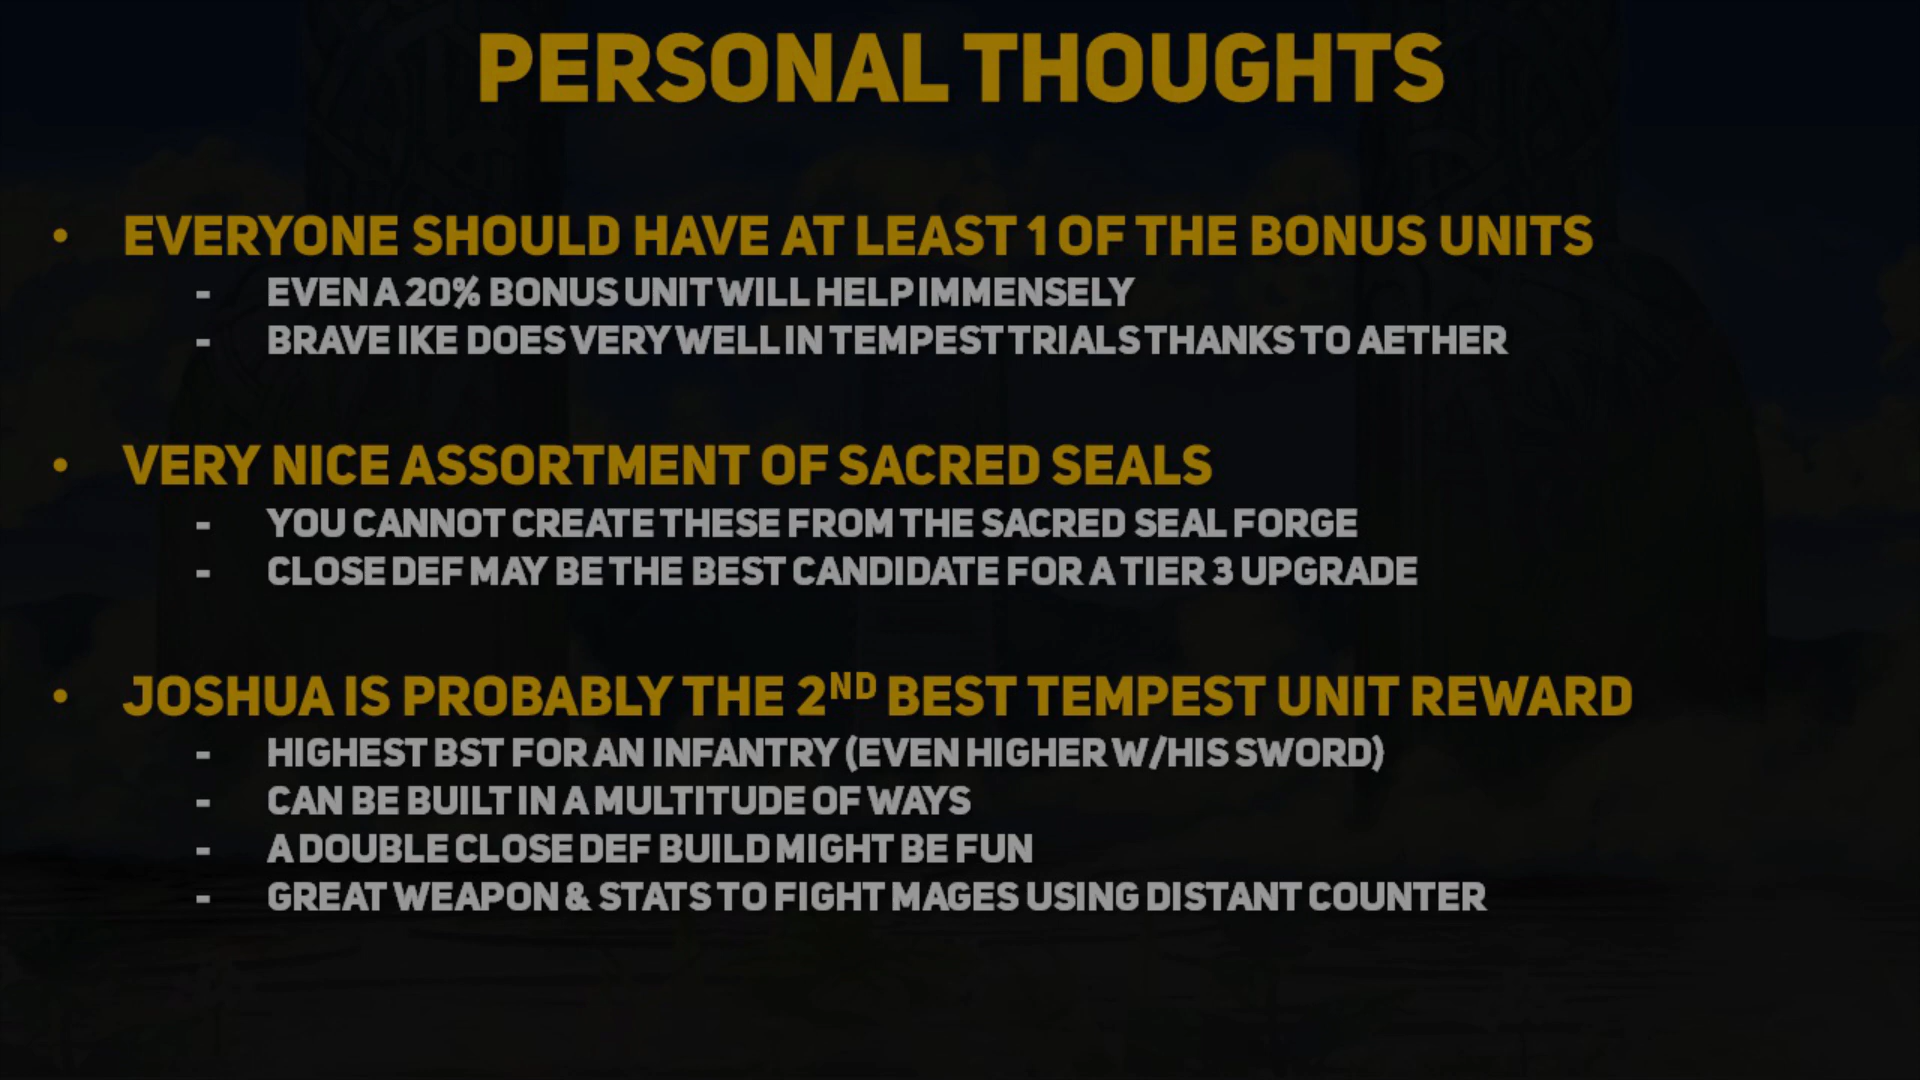 PERSONAL THOUGHTS
• EVERYONE SHOULD HAVE AT LEAST 1 OF THE BONUS UNITS
- EVEN A 20% BONUS UNIT WILL HELP IMMENSELY
- BRAVE IKE DOES VERY WELL IN TEMPEST TRIALS THANKS TO AETHER
• VERY NICE ASSORTMENT OF SACRED SEALS
- YOU CANNOT CREATE THESE FROM THE SACRED SEAL FORGE
- CLOSE DEF MAY BE THE BEST CANDIDATE FOR A TIER 3 UPGRADE
• JOSHUA IS PROBABLY THE 2ND BEST TEMPEST UNIT REWARD
- HIGHEST BST FOR AN INFANTRY (EVEN HIGHER W/HIS SWORD)
- CAN BE BUILT IN A MULTITUDE OF WAYS
- A DOUBLE CLOSE DEF BUILD MIGHT BE FUN
- GREAT WEAPON & STATS TO FIGHT MAGES USING DISTANT COUNTER